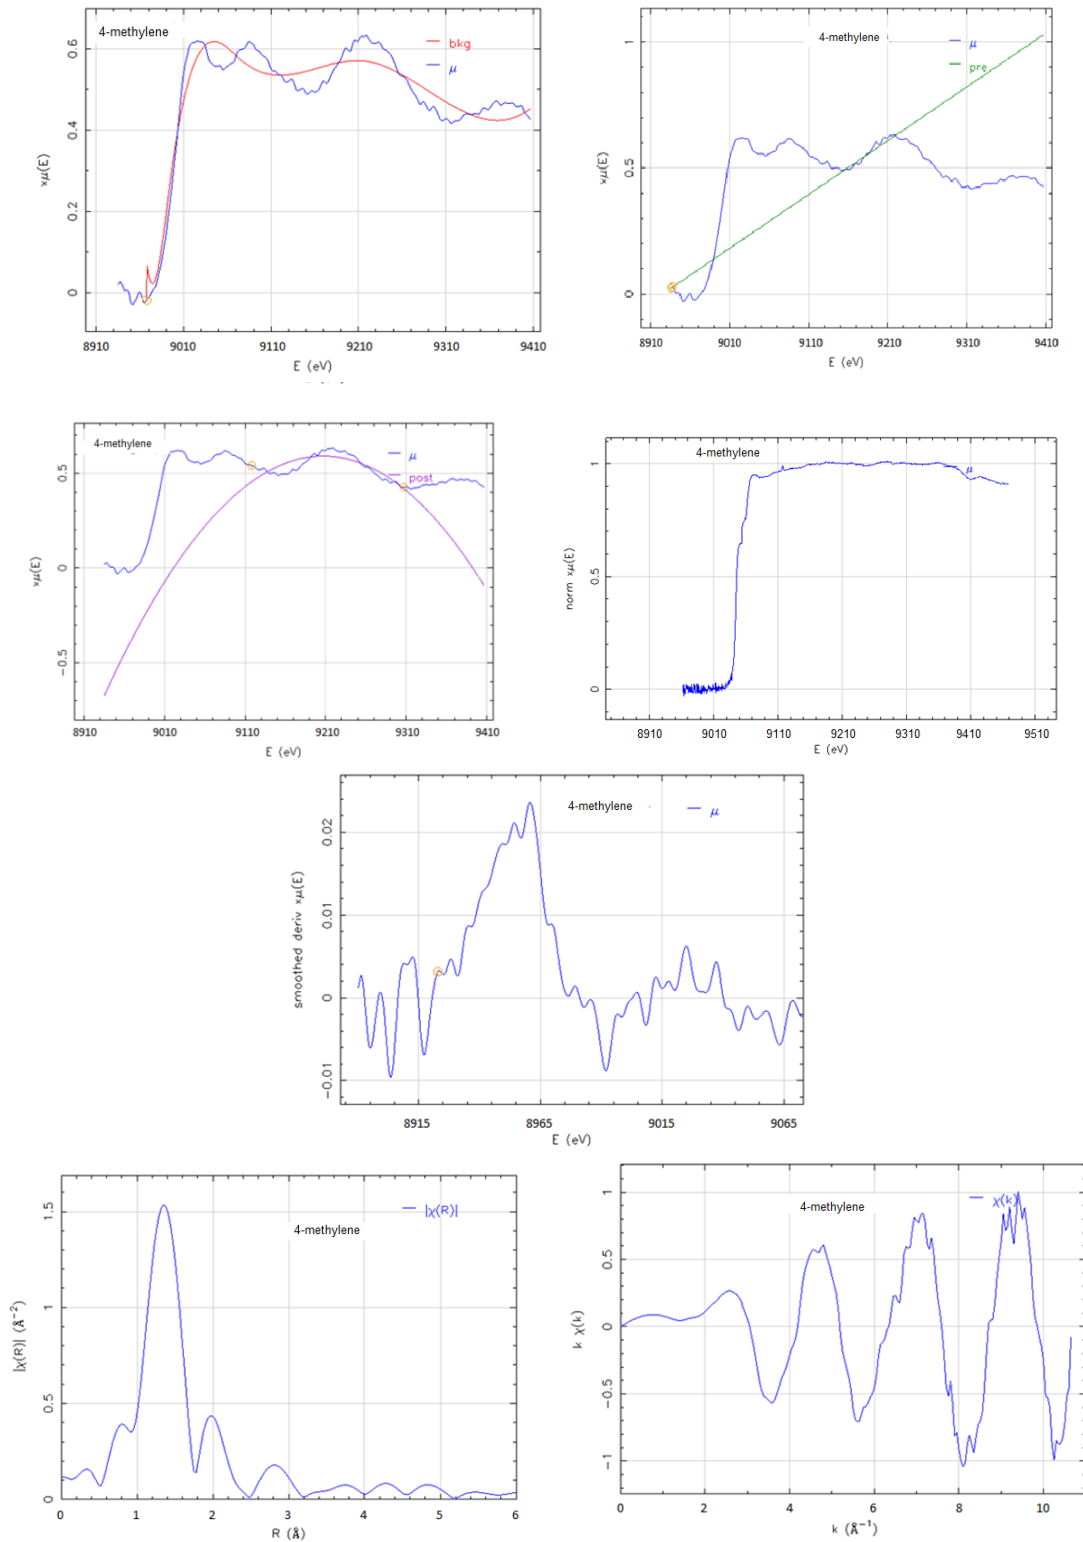 4-methylene
bkg
μ
xμ(E)
0.6
0.4
0.2
0
8910 9010 9110 9210 9310 9410
E (eV)
4-methylene
μ
pre
xμ(E)
1
0.5
0
8910 9010 9110 9210 9310 9410
E (eV)
4-methylene
μ
post
xμ(E)
0.5
0
−0.5
8910 9010 9110 9210 9310 9410
E (eV)
4-methylene
μ
norm xμ(E)
1
0.5
0
8910 9010 9110 9210 9310 9410 9510
E (eV)
4-methylene
μ
smoothed deriv xμ(E)
0.02
0.01
0
−0.01
8915 8965 9015 9065
E (eV)
|χ(R)|
4-methylene
|χ(R)| (Å⁻²)
1.5
1
0.5
0
0 1 2 3 4 5 6
R (Å)
χ(k)
4-methylene
k χ(k)
1
0.5
0
−0.5
−1
0 2 4 6 8 10
k (Å⁻¹)